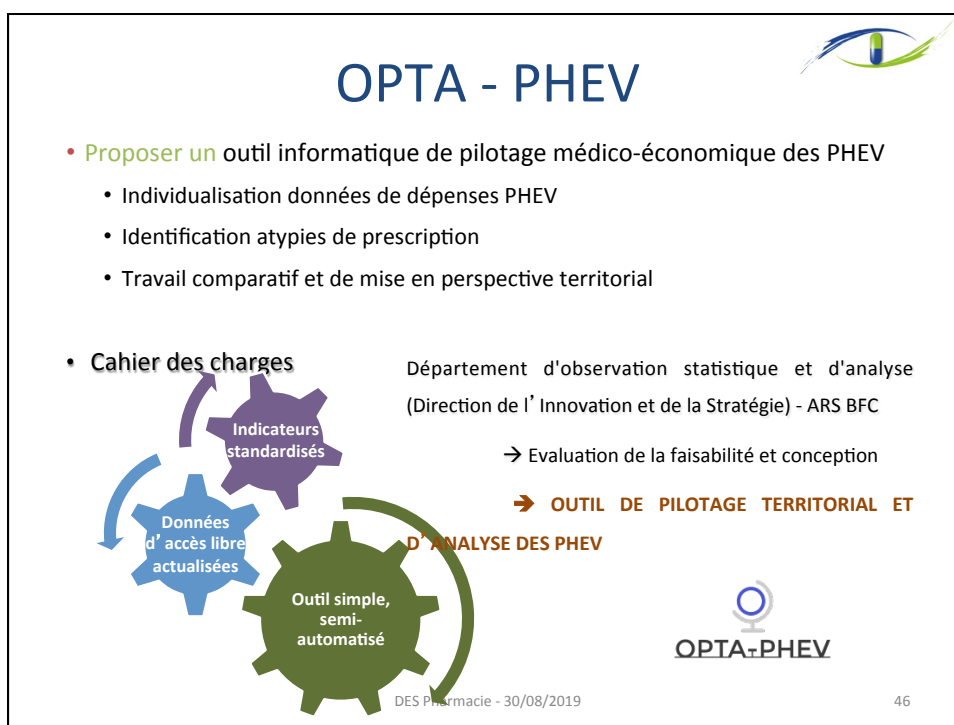 OPTA - PHEV
• Proposer un outil informatique de pilotage médico-économique des PHEV
• Individualisation données de dépenses PHEV
• Identification atypies de prescription
• Travail comparatif et de mise en perspective territorial
• Cahier des charges
Indicateurs
standardisés
Données
d'accès libre
actualisées
Outil simple,
semi-
automatisé
Département d'observation statistique et d'analyse
(Direction de l'Innovation et de la Stratégie) - ARS BFC
→ Evaluation de la faisabilité et conception
➔ OUTIL DE PILOTAGE TERRITORIAL ET
D'ANALYSE DES PHEV
OPTA-PHEV
DES Pharmacie - 30/08/2019
46